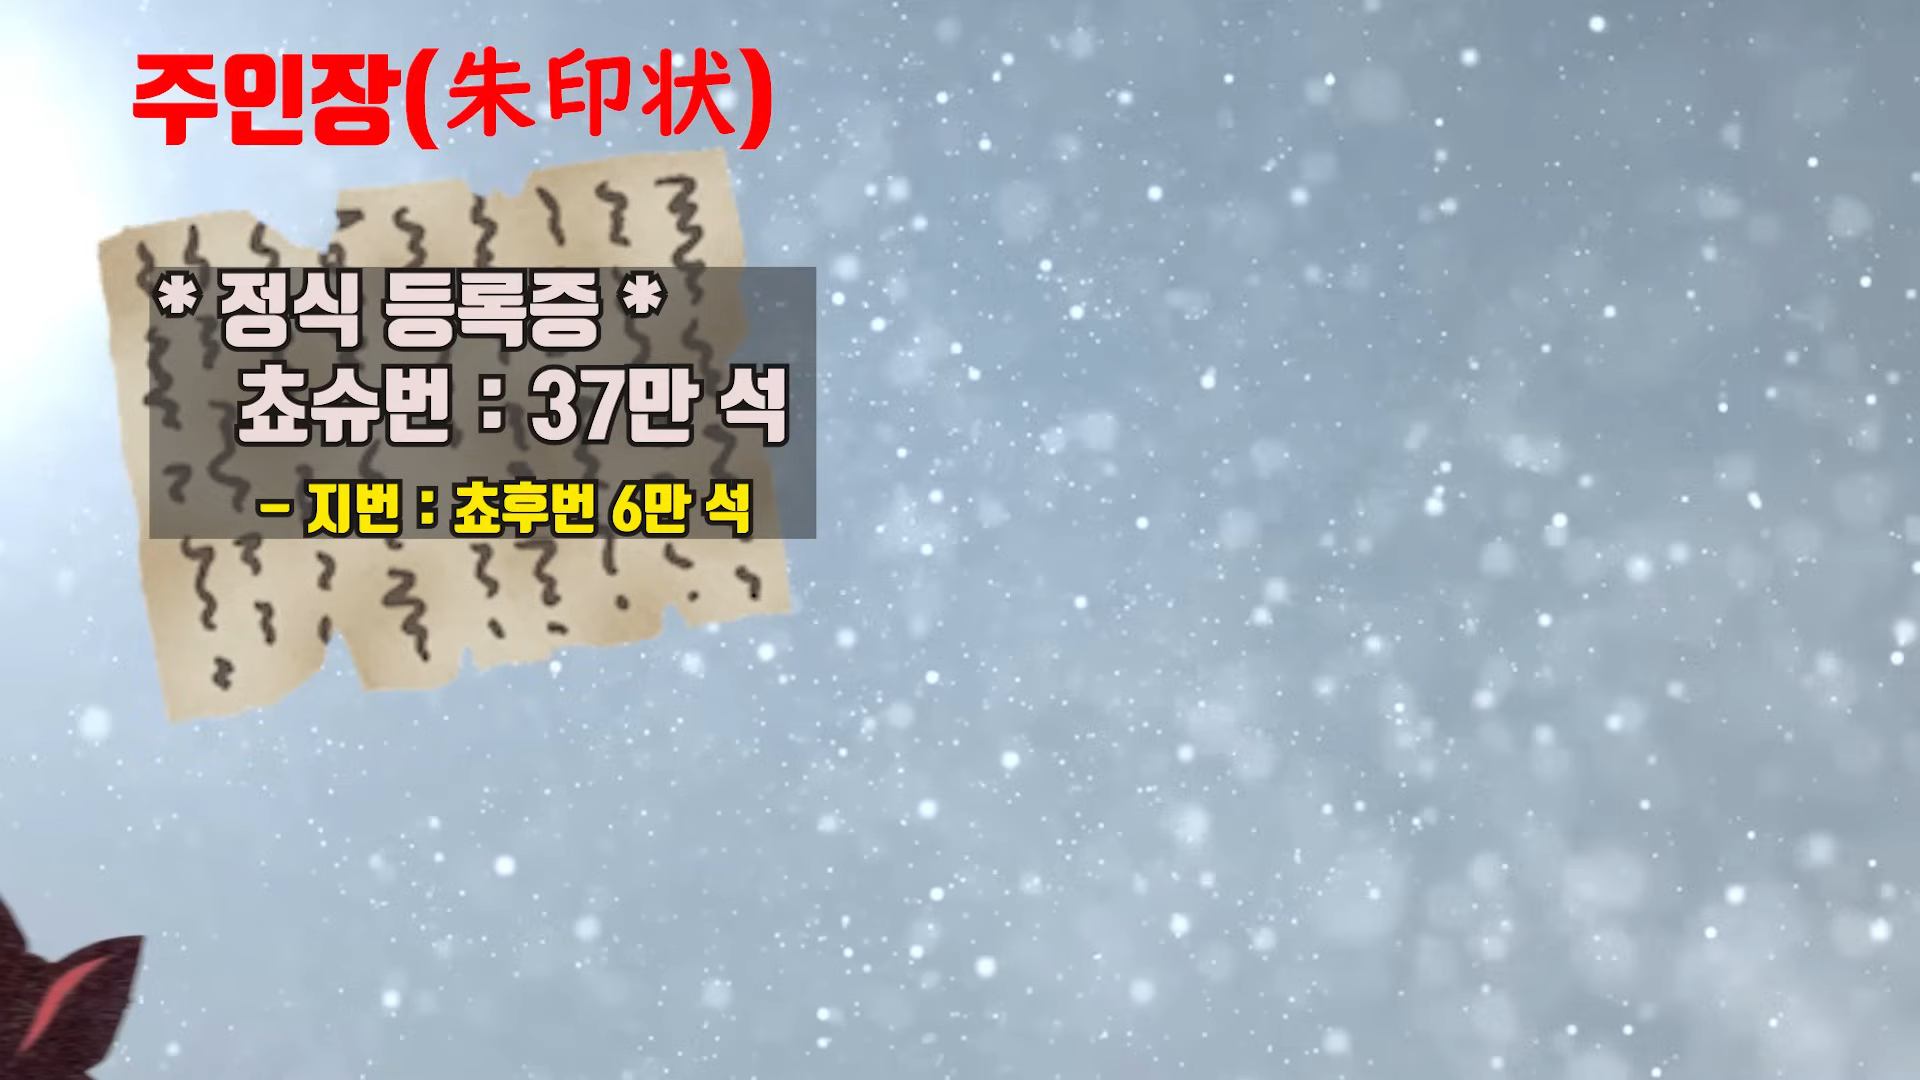 주인장(朱印状)
* 정식 등록증 *
쵸슈번 : 37만 석
- 지번 : 쵸후번 6만 석